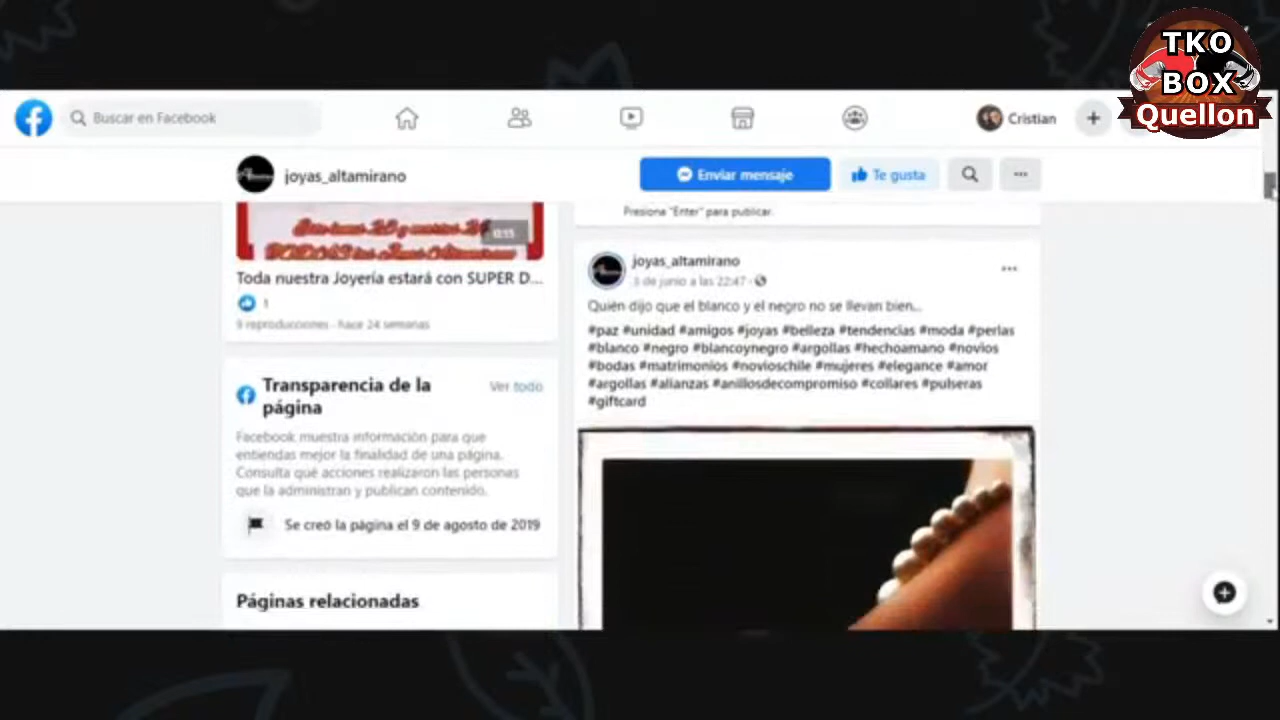 TKO
BOX
Quellon
Buscar en Facebook
Cristian
joyas_altamirano
Enviar mensaje
Te gusta
Presiona "Enter" para publicar.
0:15
Toda nuestra Joyería estará con SUPER D...
1
9 reproducciones · hace 24 semanas
Transparencia de la
página
Ver todo
Facebook muestra información para que
entiendas mejor la finalidad de una página.
Consulta qué acciones realizaron las personas
que la administran y publican contenido.
Se creó la página el 9 de agosto de 2019
Páginas relacionadas
joyas_altamirano
3 de junio a las 22:47 ·
Quién dijo que el blanco y el negro no se llevan bien...
#paz #unidad #amigos #joyas #belleza #tendencias #moda #perlas
#blanco #negro #blancoynegro #argollas #hechoamano #novios
#bodas #matrimonios #novioschile #mujeres #elegance #amor
#argollas #alianzas #anillosdecompromiso #collares #pulseras
#giftcard